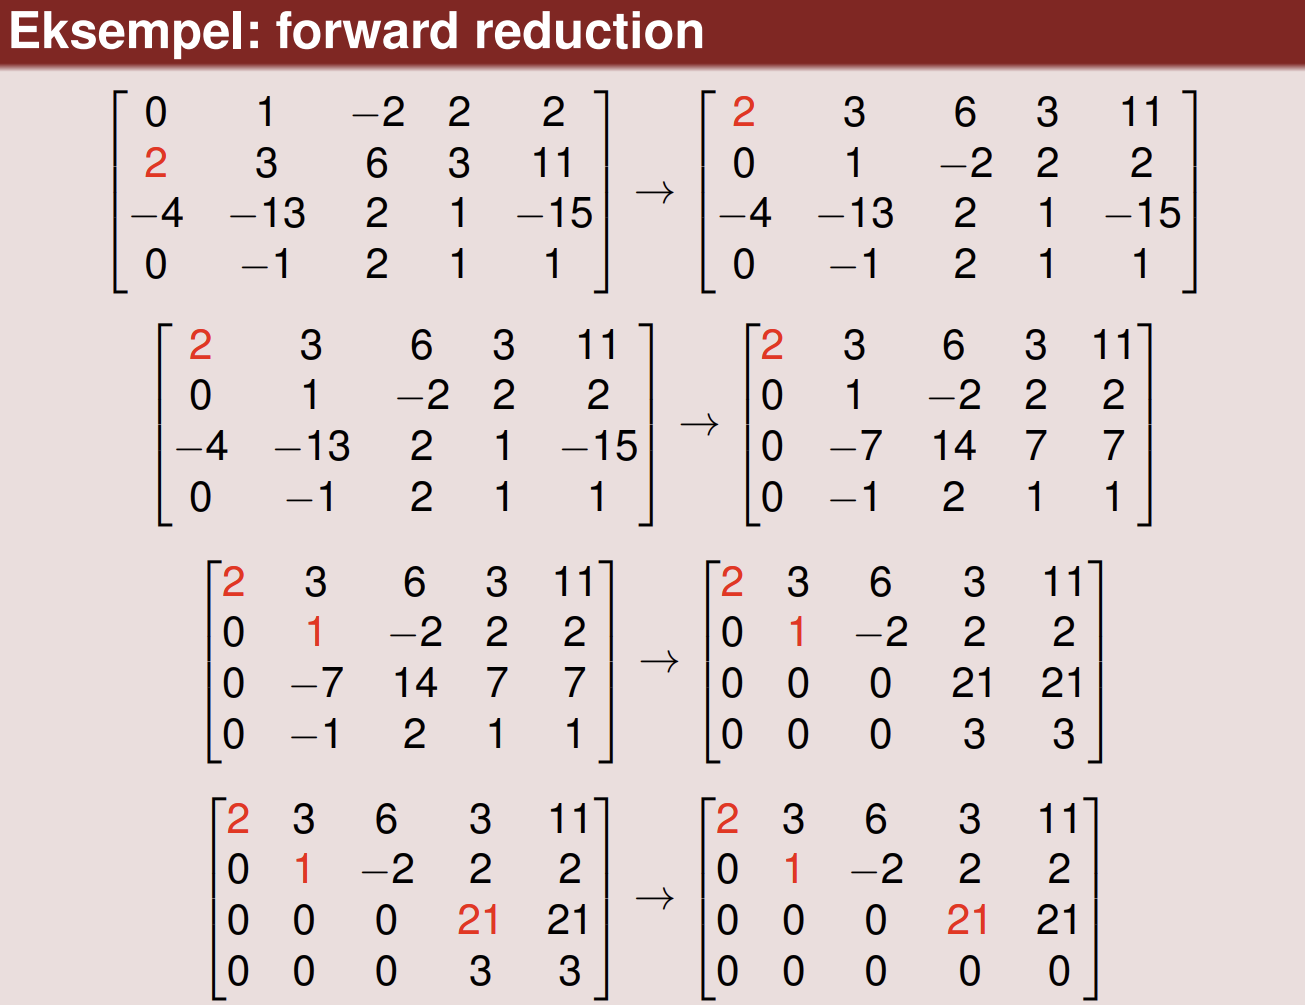 Eksempel: forward reduction
0 1 −2 2 2 2 3 6 3 11
2 3 6 3 11 0 1 −2 2 2
−4 −13 2 1 −15 → −4 −13 2 1 −15
0 −1 2 1 1 0 −1 2 1 1
2 3 6 3 11 2 3 6 3 11
0 1 −2 2 2 0 1 −2 2 2
−4 −13 2 1 −15 → 0 −7 14 7 7
0 −1 2 1 1 0 −1 2 1 1
2 3 6 3 11 2 3 6 3 11
0 1 −2 2 2 0 1 −2 2 2
0 −7 14 7 7 → 0 0 0 21 21
0 −1 2 1 1 0 0 0 3 3
2 3 6 3 11 2 3 6 3 11
0 1 −2 2 2 0 1 −2 2 2
0 0 0 21 21 → 0 0 0 21 21
0 0 0 3 3 0 0 0 0 0